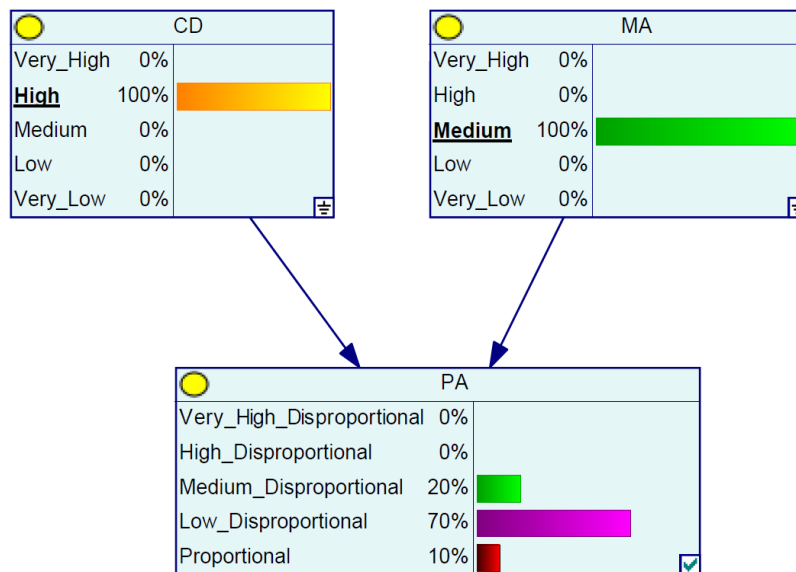 CD
Very_High 0%
High 100%
Medium 0%
Low 0%
Very_Low 0%
MA
Very_High 0%
High 0%
Medium 100%
Low 0%
Very_Low 0%
PA
Very_High_Disproportional 0%
High_Disproportional 0%
Medium_Disproportional 20%
Low_Disproportional 70%
Proportional 10%